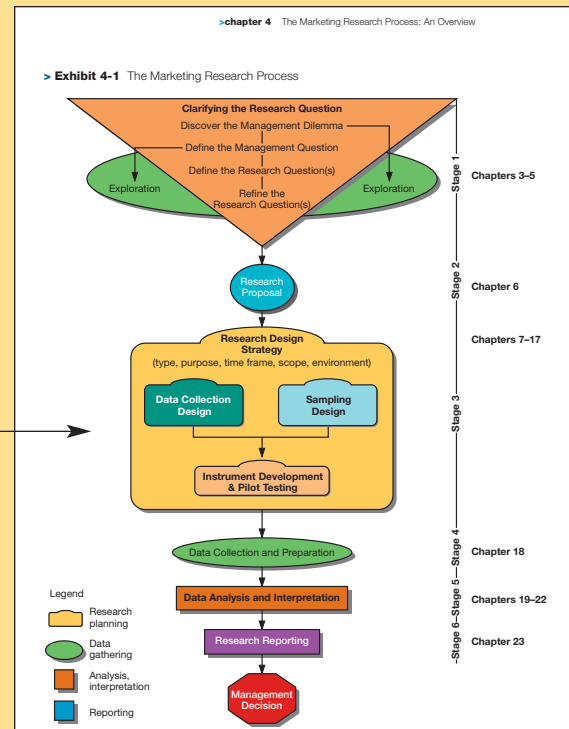 >chapter 4 The Marketing Research Process: An Overview
> Exhibit 4-1 The Marketing Research Process
Clarifying the Research Question
Discover the Management Dilemma
Define the Management Question
Define the Research Question(s)
Exploration
Refine the
Research Question(s)
Exploration
Stage 1
Chapters 3–5
Research
Proposal
Stage 2
Chapter 6
Research Design
Strategy
(type, purpose, time frame, scope, environment)
Data Collection
Design
Sampling
Design
Instrument Development
& Pilot Testing
Stage 3
Chapters 7–17
Data Collection and Preparation
Stage 4
Chapter 18
Data Analysis and Interpretation
Stage 5
Chapters 19–22
Research Reporting
Stage 6
Chapter 23
Management
Decision
Legend
Research
planning
Data
gathering
Analysis,
interpretation
Reporting